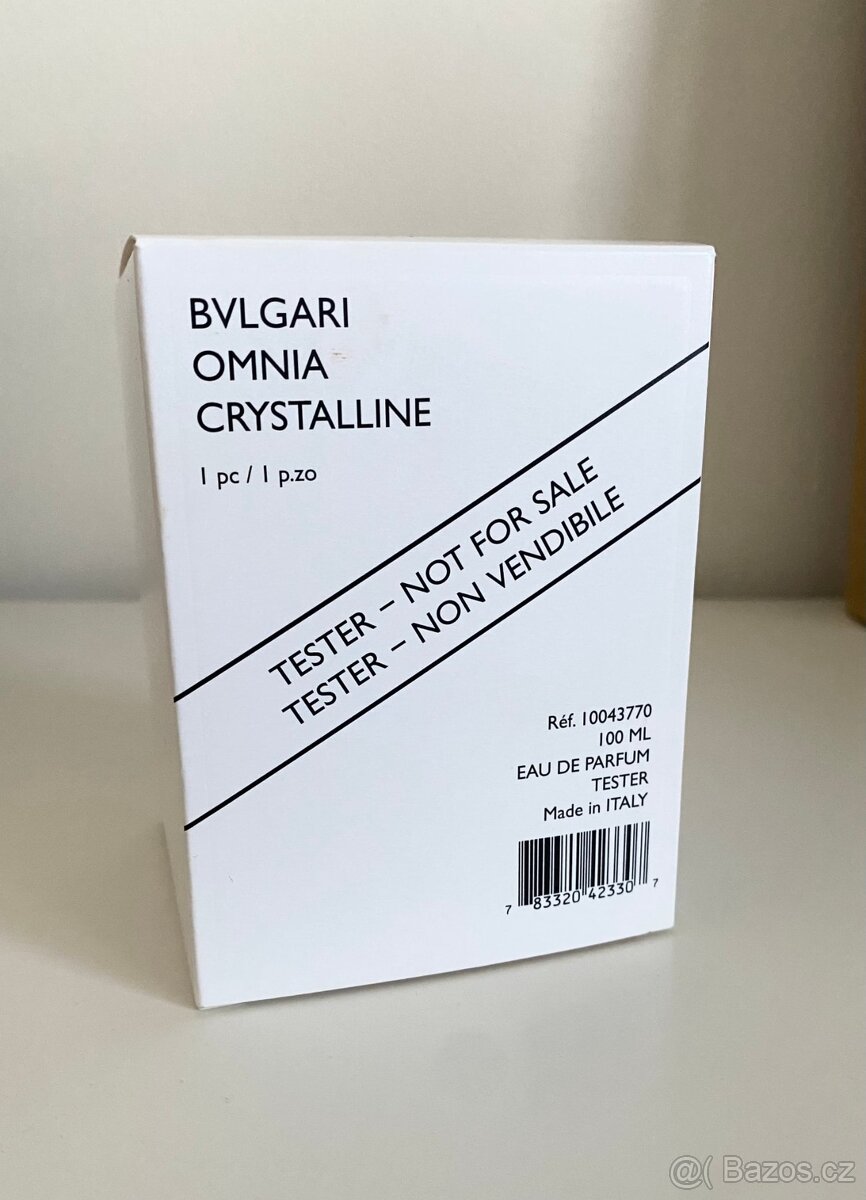 BVLGARI
OMNIA
CRYSTALLINE
1 pc / 1 p.zo
TESTER – NOT FOR SALE
TESTER – NON VENDIBILE
Réf. 10043770
100 ML
EAU DE PARFUM
TESTER
Made in ITALY
7 83320 42330 7
@( Bazos.cz